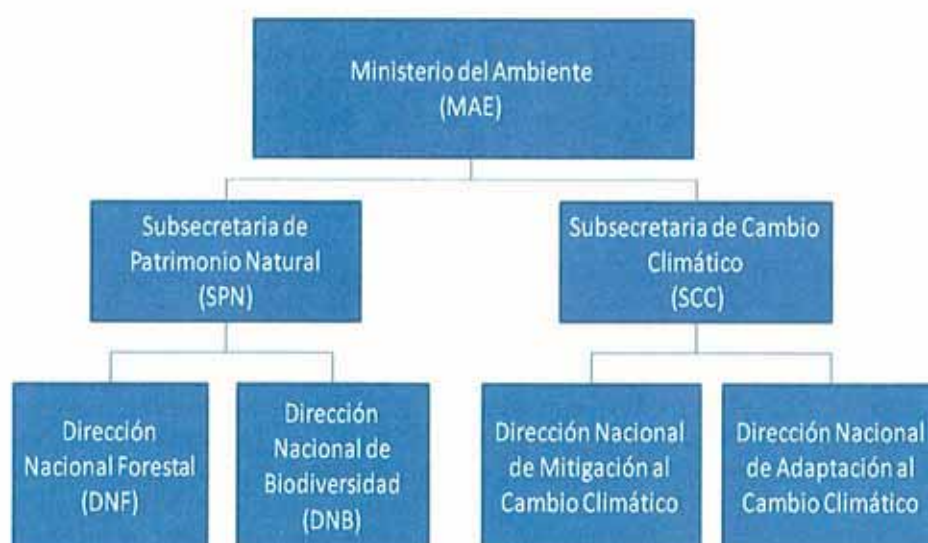 Ministerio del Ambiente
(MAE)
Subsecretaria de
Patrimonio Natural
(SPN)
Subsecretaria de Cambio
Climático
(SCC)
Dirección
Nacional Forestal
(DNF)
Dirección
Nacional de
Biodiversidad
(DNB)
Dirección Nacional
de Mitigación al
Cambio Climático
Dirección Nacional
de Adaptación al
Cambio Climático